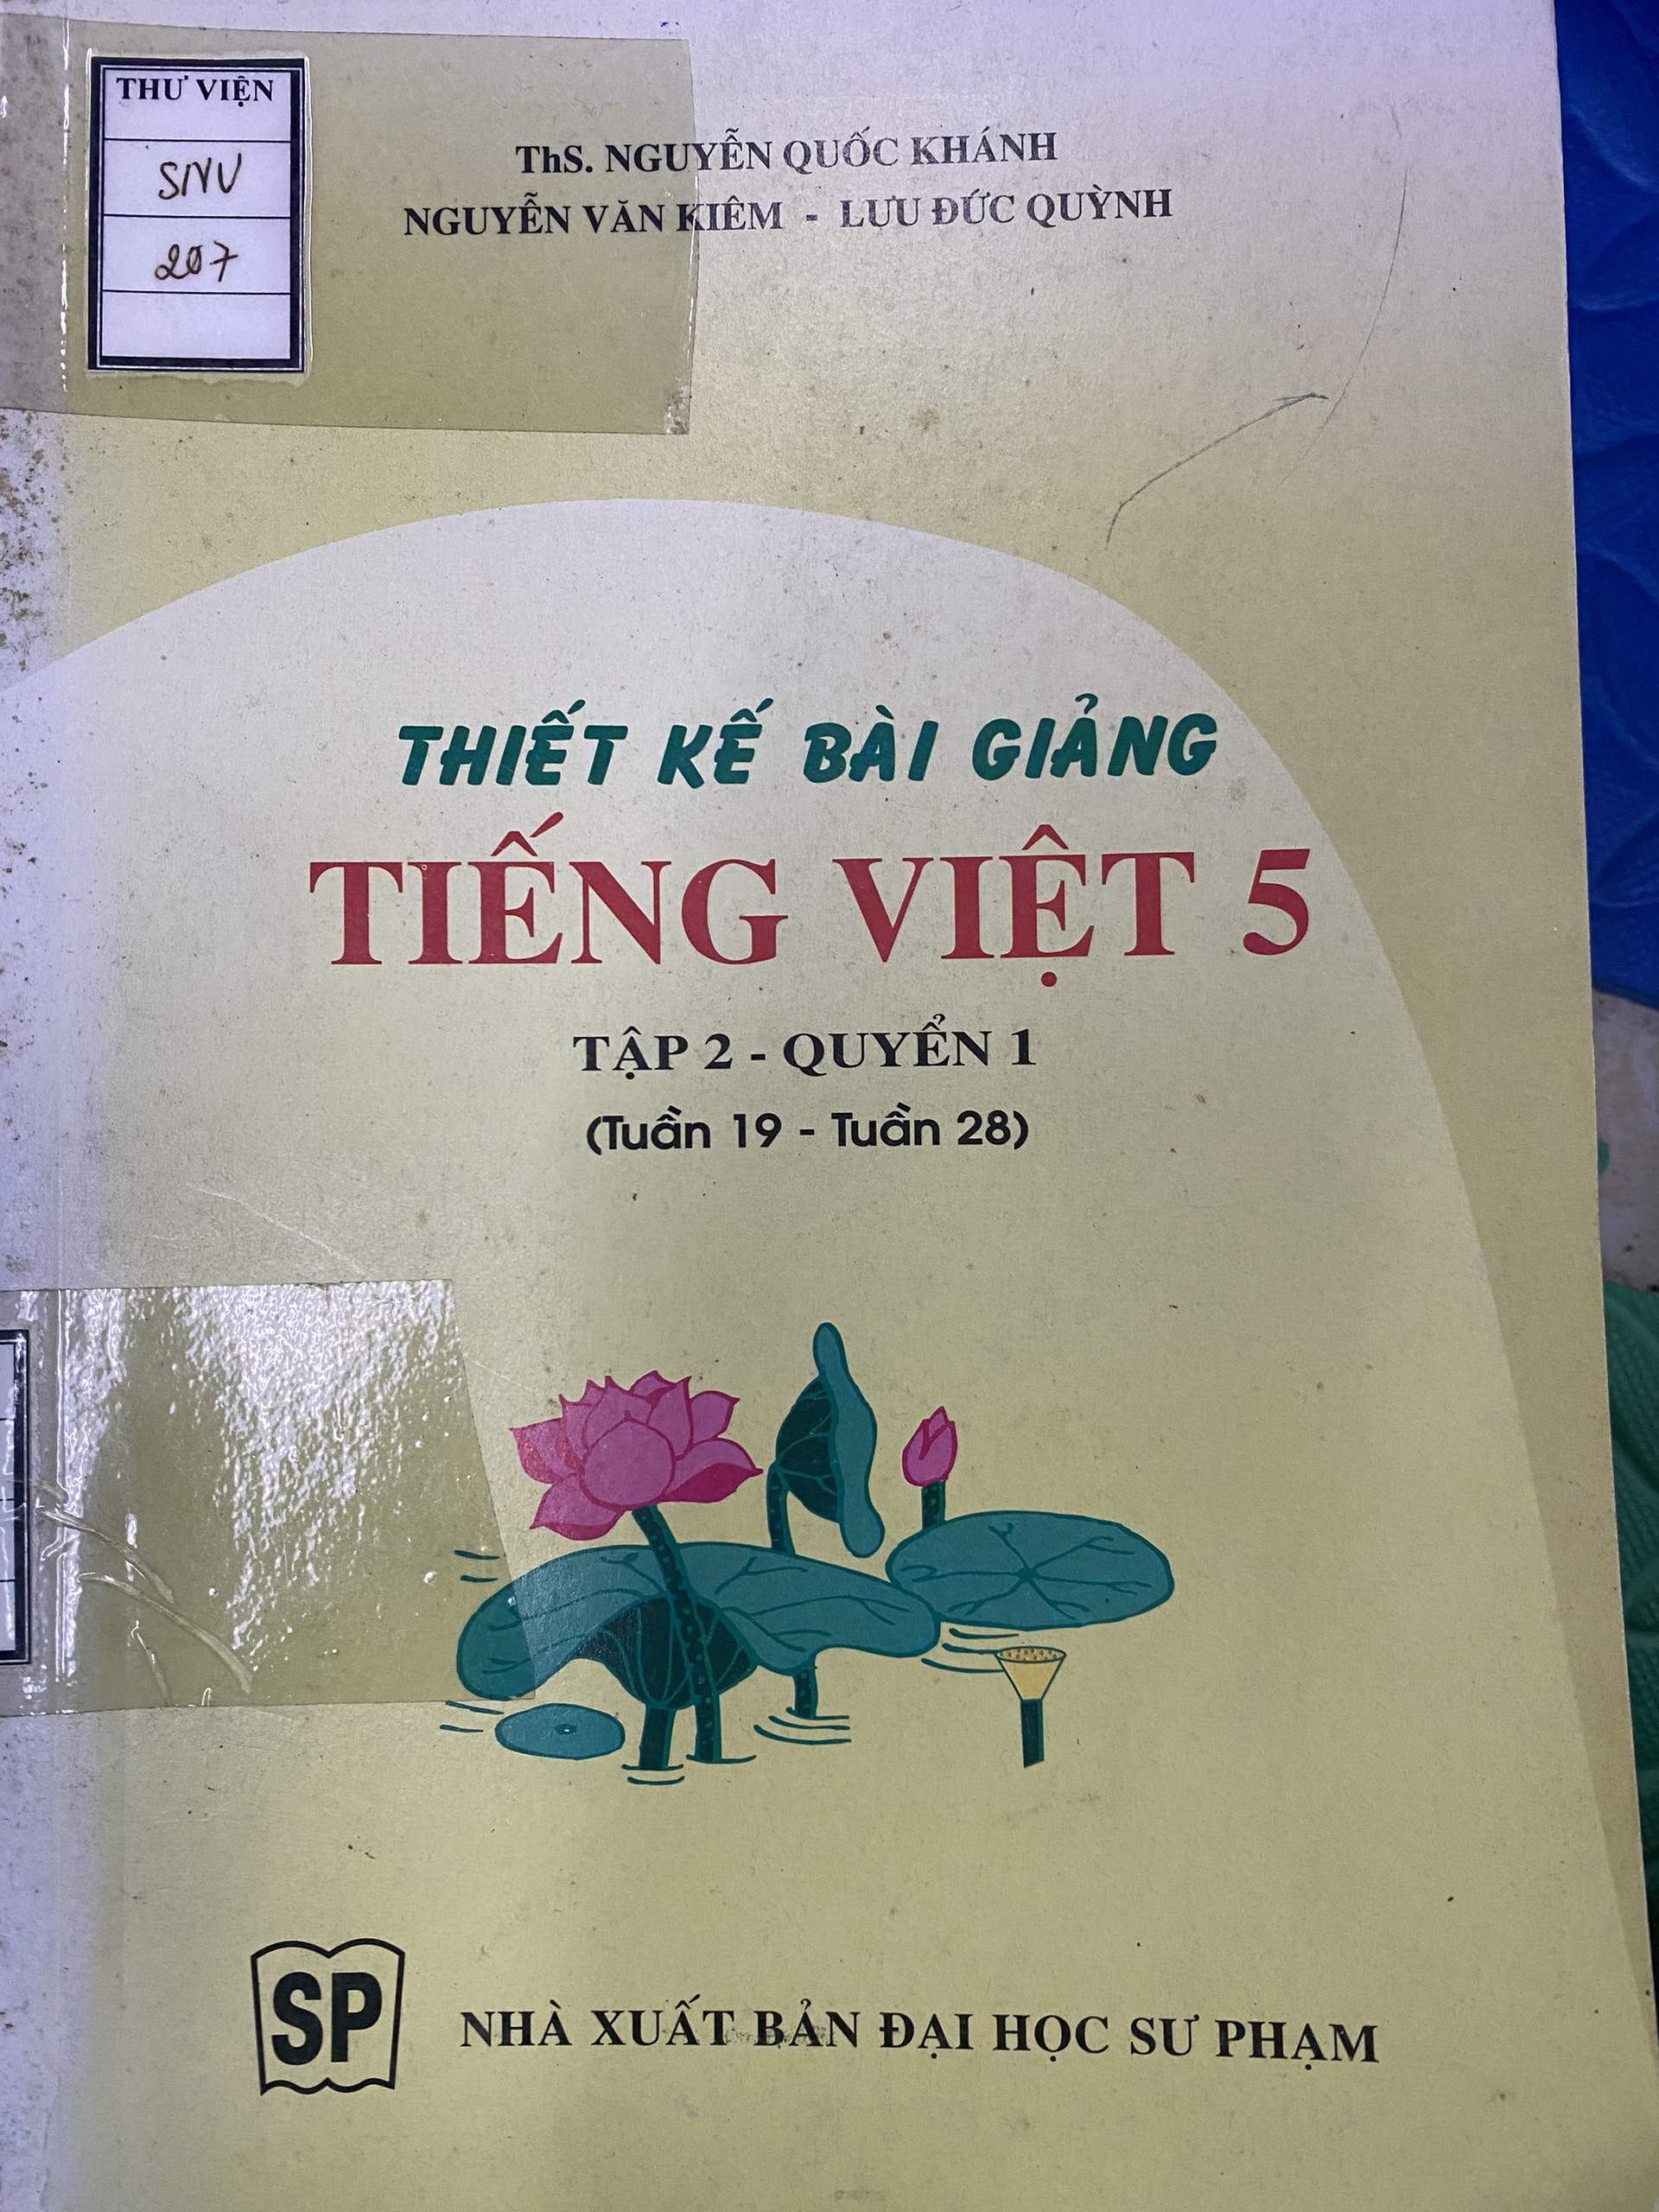 THƯ VIỆN
SNV
207
ThS. NGUYỄN QUỐC KHÁNH
NGUYỄN VĂN KIÊM - LƯU ĐỨC QUỲNH
THIẾT KẾ BÀI GIẢNG
TIẾNG VIỆT 5
TẬP 2 - QUYỂN 1
(Tuần 19 - Tuần 28)
SP
NHÀ XUẤT BẢN ĐẠI HỌC SƯ PHẠM